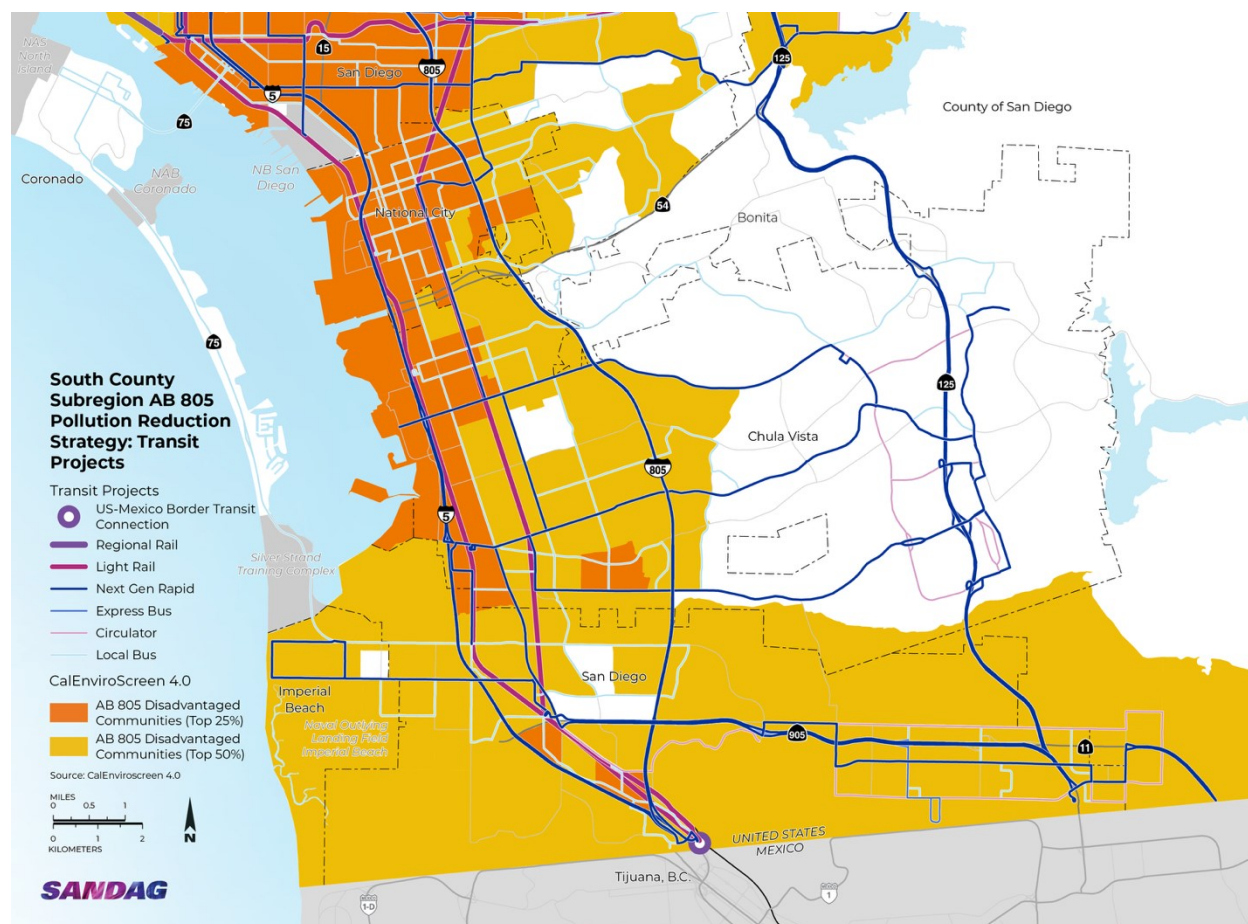 NAS
North
Island
15
San Diego
805
5
125
County of San Diego
75
Coronado
NAB
Coronado
NB San
Diego
National City
54
Bonita
75
125
South County
Subregion AB 805
Pollution Reduction
Strategy: Transit
Projects
Transit Projects
US-Mexico Border Transit
Connection
Regional Rail
Light Rail
Next Gen Rapid
Express Bus
Circulator
Local Bus
CalEnviroScreen 4.0
AB 805 Disadvantaged
Communities (Top 25%)
AB 805 Disadvantaged
Communities (Top 50%)
Source: CalEnviroscreen 4.0
MILES
0 0.5 1
0 1 2
KILOMETERS
N
SANDAG
Chula Vista
805
5
Silver Strand
Training Complex
San Diego
Imperial
Beach
Naval Outlying
Landing Field
Imperial Beach
905
11
UNITED STATES
MEXICO
Tijuana, B.C.
MEXICO
1-D
MEXICO
1